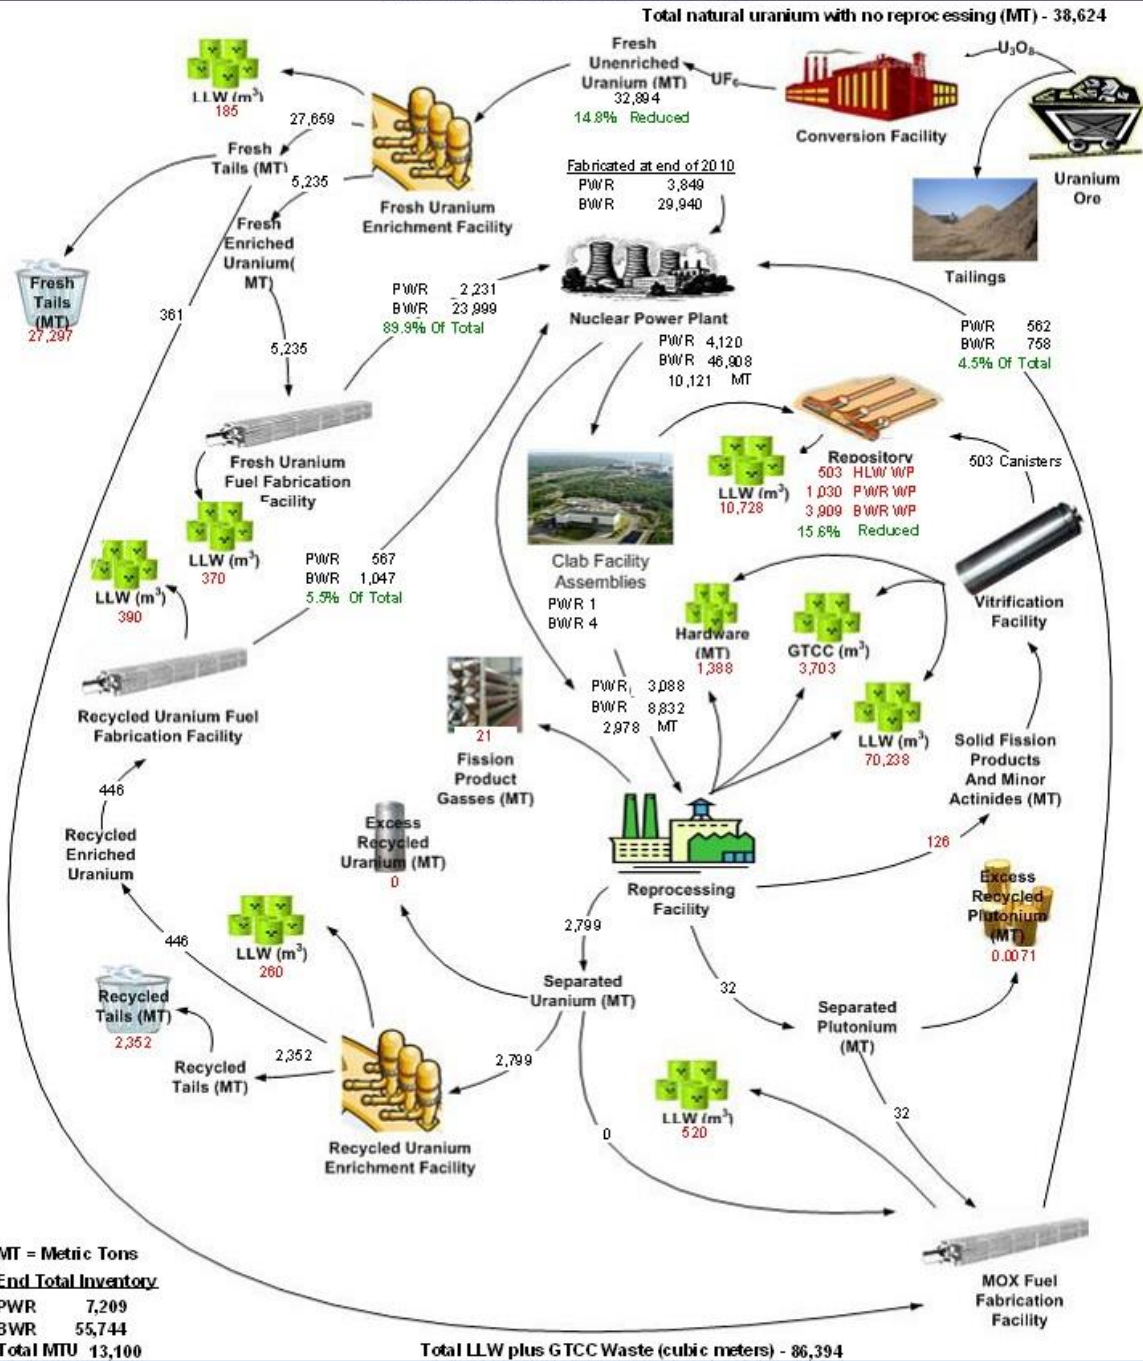 Total natural uranium with no reprocessing (MT) - 38,624
Fresh
Unenriched
Uranium (MT)
32,894
14.8% Reduced
UF₆
U₃O₈
Conversion Facility
Uranium
Ore
Tailings
LLW (m³)
185
27,659
Fresh
Tails (MT)
5,235
Fresh Uranium
Enrichment Facility
Fresh
Enriched
Uranium(
MT)
Fresh
Tails
(MT)
27,297
361
5,235
Fabricated at end of 2010
PWR 3,849
BWR 29,940
Nuclear Power Plant
PWR 2,231
BWR 23,999
89.9% Of Total
PWR 4,120
BWR 46,908
10,121 MT
PWR 562
BWR 758
4.5% Of Total
Fresh Uranium
Fuel Fabrication
Facility
LLW (m³)
370
LLW (m³)
390
PWR 567
BWR 1,047
5.5% Of Total
Recycled Uranium Fuel
Fabrication Facility
Clab Facility
Assemblies
PWR 1
BWR 4
LLW (m³)
10,728
Repository
503 HLW WP
1,030 PWR WP
3,909 BWR WP
15.6% Reduced
503 Canisters
Vitrification
Facility
Hardware
(MT)
1,388
GTCC (m³)
3,703
LLW (m³)
70,238
Solid Fission
Products
And Minor
Actinides (MT)
PWR 3,088
BWR 8,832
2,978 MT
21
Fission
Product
Gasses (MT)
446
Recycled
Enriched
Uranium
Excess
Recycled
Uranium (MT)
0
Reprocessing
Facility
126
Excess
Recycled
Plutonium
(MT)
0.0071
446
LLW (m³)
260
2,799
Separated
Uranium (MT)
32
Separated
Plutonium
(MT)
Recycled
Tails (MT)
2,352
Recycled
Tails (MT)
2,352
2,799
Recycled Uranium
Enrichment Facility
LLW (m³)
520
0
32
MOX Fuel
Fabrication
Facility
MT = Metric Tons
End Total Inventory
PWR 7,209
BWR 55,744
Total MTU 13,100
Total LLW plus GTCC Waste (cubic meters) - 86,394